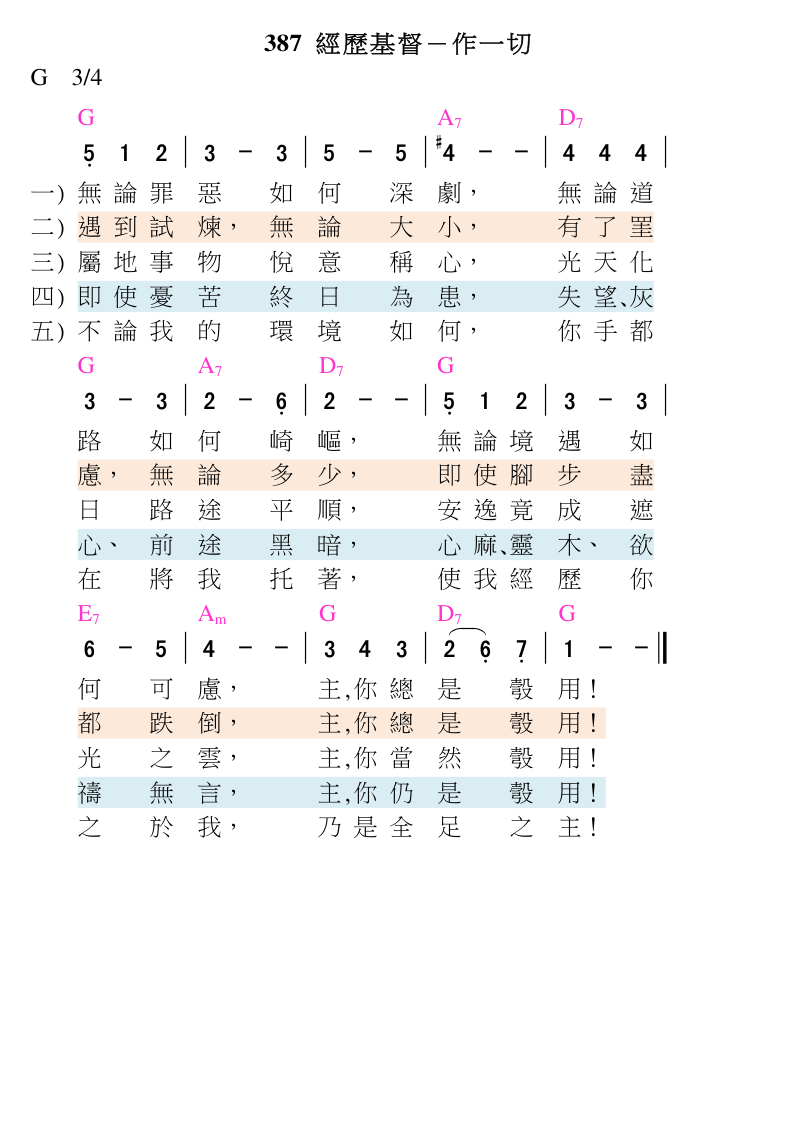 387 經歷基督－作一切
G 3/4
G A7 D7
5 1 2 | 3 - 3 | 5 - 5 | #4 - - | 4 4 4 |
一) 無論罪惡 如何 深劇， 無論道
二) 遇到試煉，無論 大小， 有了罣
三) 屬地事物 悅意 稱心， 光天化
四) 即使憂苦 終日 為患， 失望、灰
五) 不論我的 環境 如何， 你手都
G A7 D7 G
3 - 3 | 2 - 6 | 2 - - | 5 1 2 | 3 - 3 |
路 如何 崎嶇， 無論境遇 如
慮，無論 多少， 即使腳步 盡
日 路途 平順， 安逸竟成 遮
心、前途 黑暗， 心麻、靈木、欲
在 將我 托著， 使我經歷 你
E7 Am G D7 G
6 - 5 | 4 - - | 3 4 3 | 2 6 7 | 1 - - ‖
何 可慮， 主,你總是 彀用！
都 跌倒， 主,你總是 彀用！
光 之雲， 主,你當然 彀用！
禱 無言， 主,你仍是 彀用！
之 於我， 乃是全足 之主！